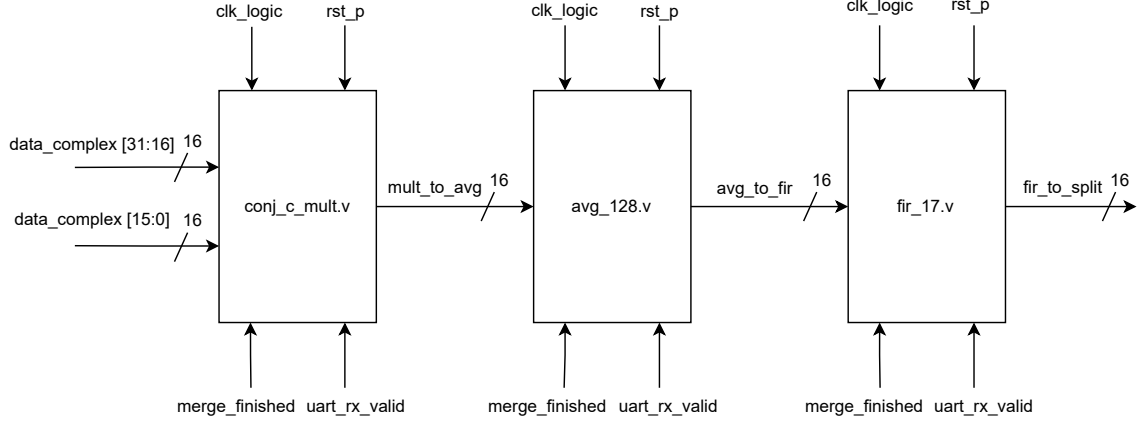 clk_logic
rst_p
clk_logic
rst_p
clk_logic
rst_p
data_complex [31:16]
16
data_complex [15:0]
16
conj_c_mult.v
mult_to_avg
16
avg_128.v
avg_to_fir
16
fir_17.v
fir_to_split
16
merge_finished
uart_rx_valid
merge_finished
uart_rx_valid
merge_finished
uart_rx_valid